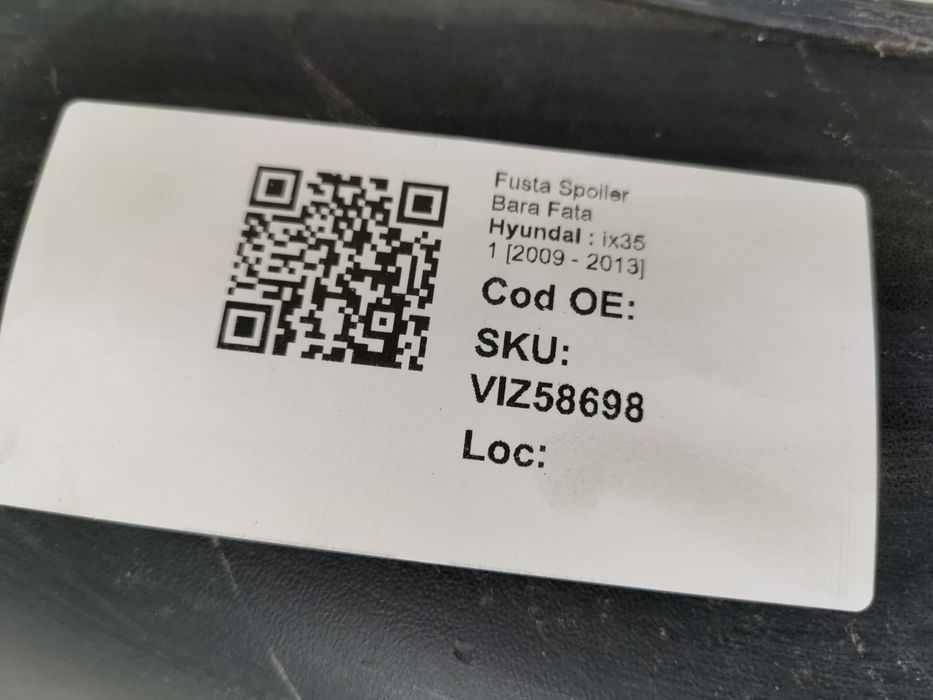 Fusta Spoiler
Bara Fata
Hyundai : ix35
1 [2009 - 2013]
Cod OE:
SKU:
VIZ58698
Loc: